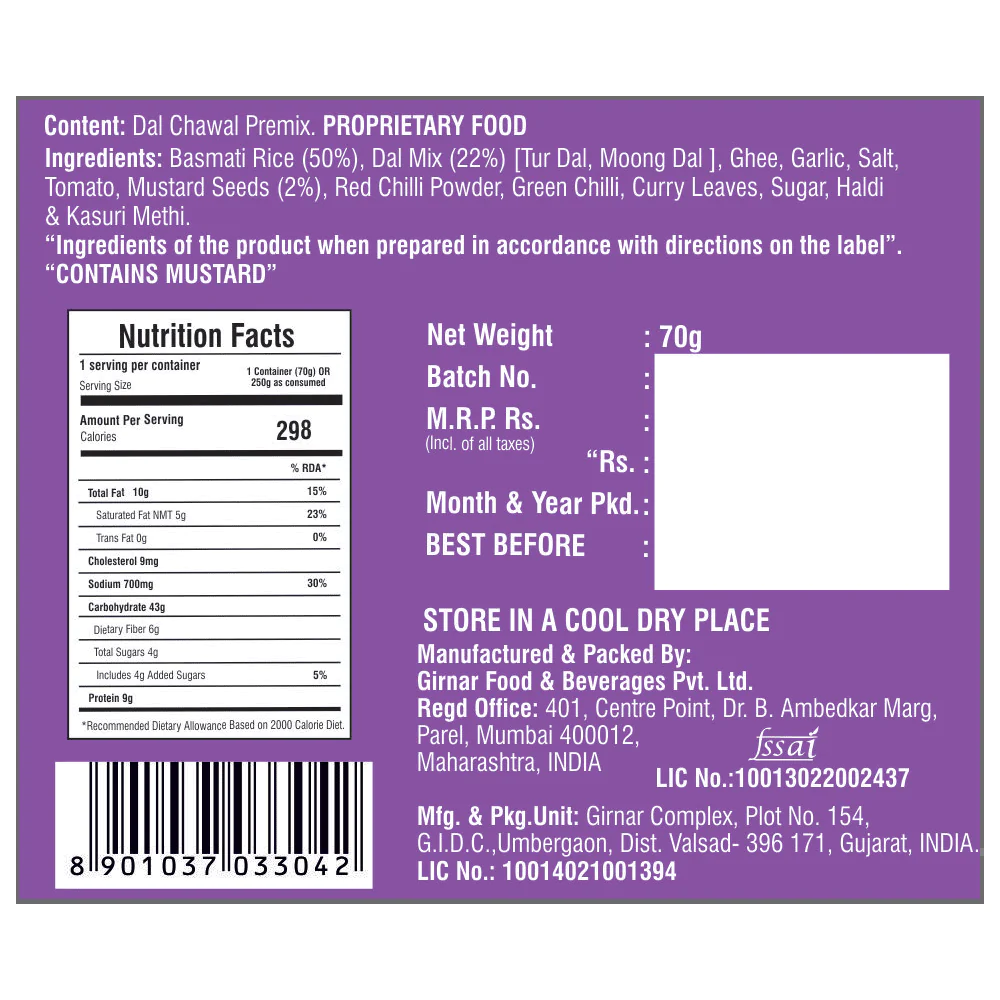 Content: Dal Chawal Premix. PROPRIETARY FOOD
Ingredients: Basmati Rice (50%), Dal Mix (22%) [Tur Dal, Moong Dal ], Ghee, Garlic, Salt,
Tomato, Mustard Seeds (2%), Red Chilli Powder, Green Chilli, Curry Leaves, Sugar, Haldi
& Kasuri Methi.
“Ingredients of the product when prepared in accordance with directions on the label”.
“CONTAINS MUSTARD”
Nutrition Facts
1 serving per container
Serving Size
1 Container (70g) OR
250g as consumed
Amount Per Serving
Calories 298
% RDA*
Total Fat 10g 15%
Saturated Fat NMT 5g 23%
Trans Fat 0g 0%
Cholesterol 9mg
Sodium 700mg 30%
Carbohydrate 43g
Dietary Fiber 6g
Total Sugars 4g
Includes 4g Added Sugars 5%
Protein 9g
*Recommended Dietary Allowance Based on 2000 Calorie Diet.
8 901037 033042
Net Weight : 70g
Batch No. :
M.R.P. Rs. :
(Incl. of all taxes)
“Rs. :
Month & Year Pkd. :
BEST BEFORE :
STORE IN A COOL DRY PLACE
Manufactured & Packed By:
Girnar Food & Beverages Pvt. Ltd.
Regd Office: 401, Centre Point, Dr. B. Ambedkar Marg,
Parel, Mumbai 400012,
Maharashtra, INDIA
fssai
LIC No.:10013022002437
Mfg. & Pkg.Unit: Girnar Complex, Plot No. 154,
G.I.D.C.,Umbergaon, Dist. Valsad- 396 171, Gujarat, INDIA.
LIC No.: 10014021001394